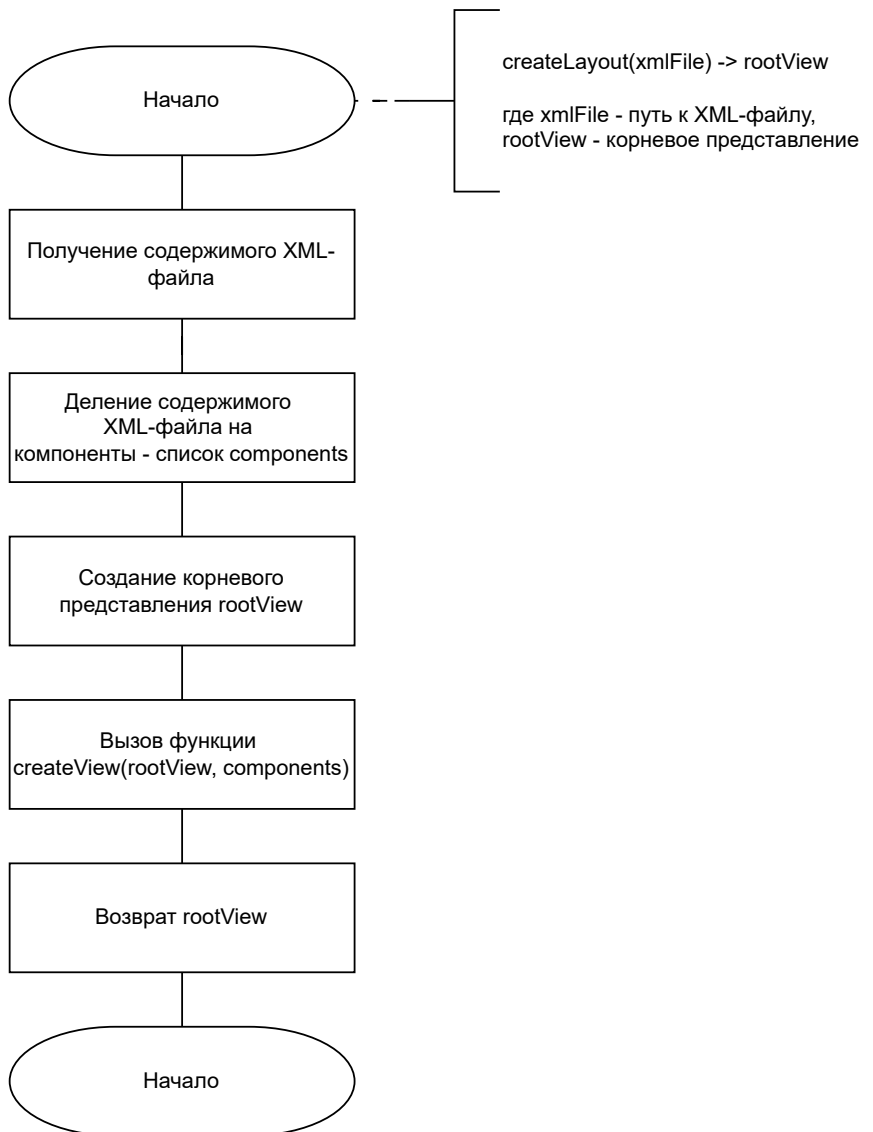 Начало
createLayout(xmlFile) -> rootView
где xmlFile - путь к XML-файлу,
rootView - корневое представление
Получение содержимого XML-
файла
Деление содержимого
XML-файла на
компоненты - список components
Создание корневого
представления rootView
Вызов функции
createView(rootView, components)
Возврат rootView
Начало